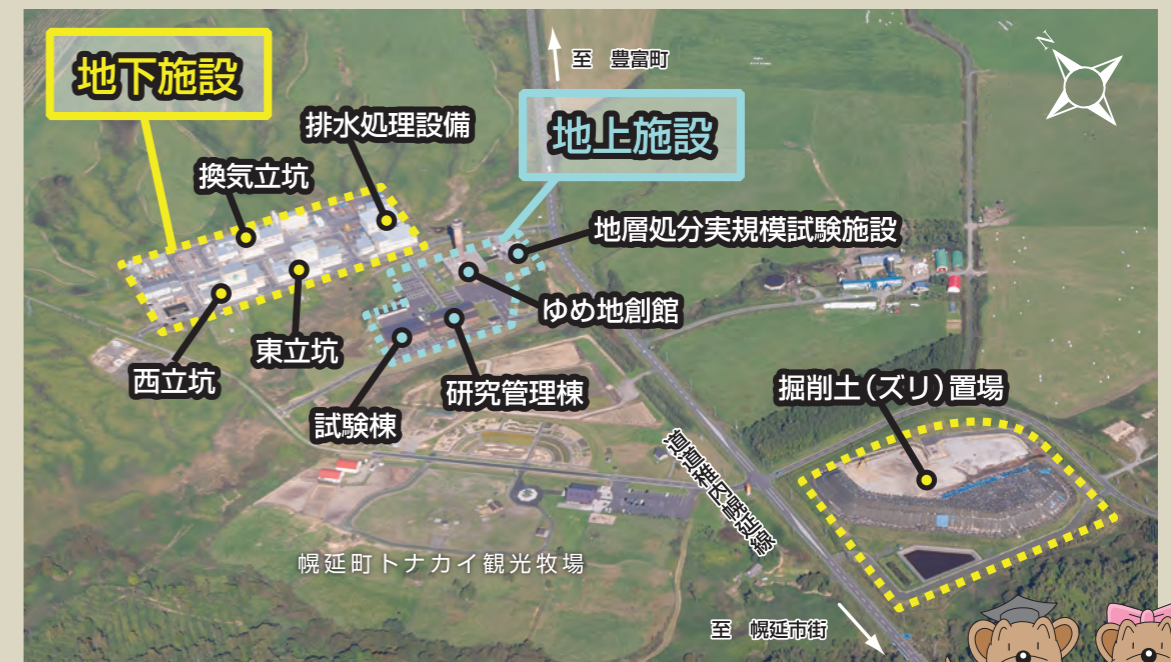 地下施設
至 豊富町
N
排水処理設備
地上施設
換気立坑
地層処分実規模試験施設
ゆめ地創館
東立坑
西立坑
研究管理棟
掘削土(ズリ)置場
試験棟
道道稚内幌延線
幌延町トナカイ観光牧場
至 幌延市街